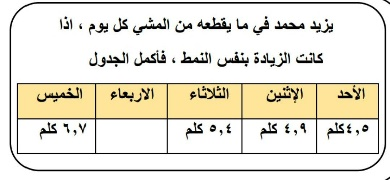 يزيد محمد في ما يقطعه من المشي كل يوم ، اذا
كانت الزيادة بنفس النمط ، فأكمل الجدول
الأحد الإثنين الثلاثاء الاربعاء الخميس
٤,٥كلم ٤,٩ كلم ٥,٤ كلم ٦,٧ كلم